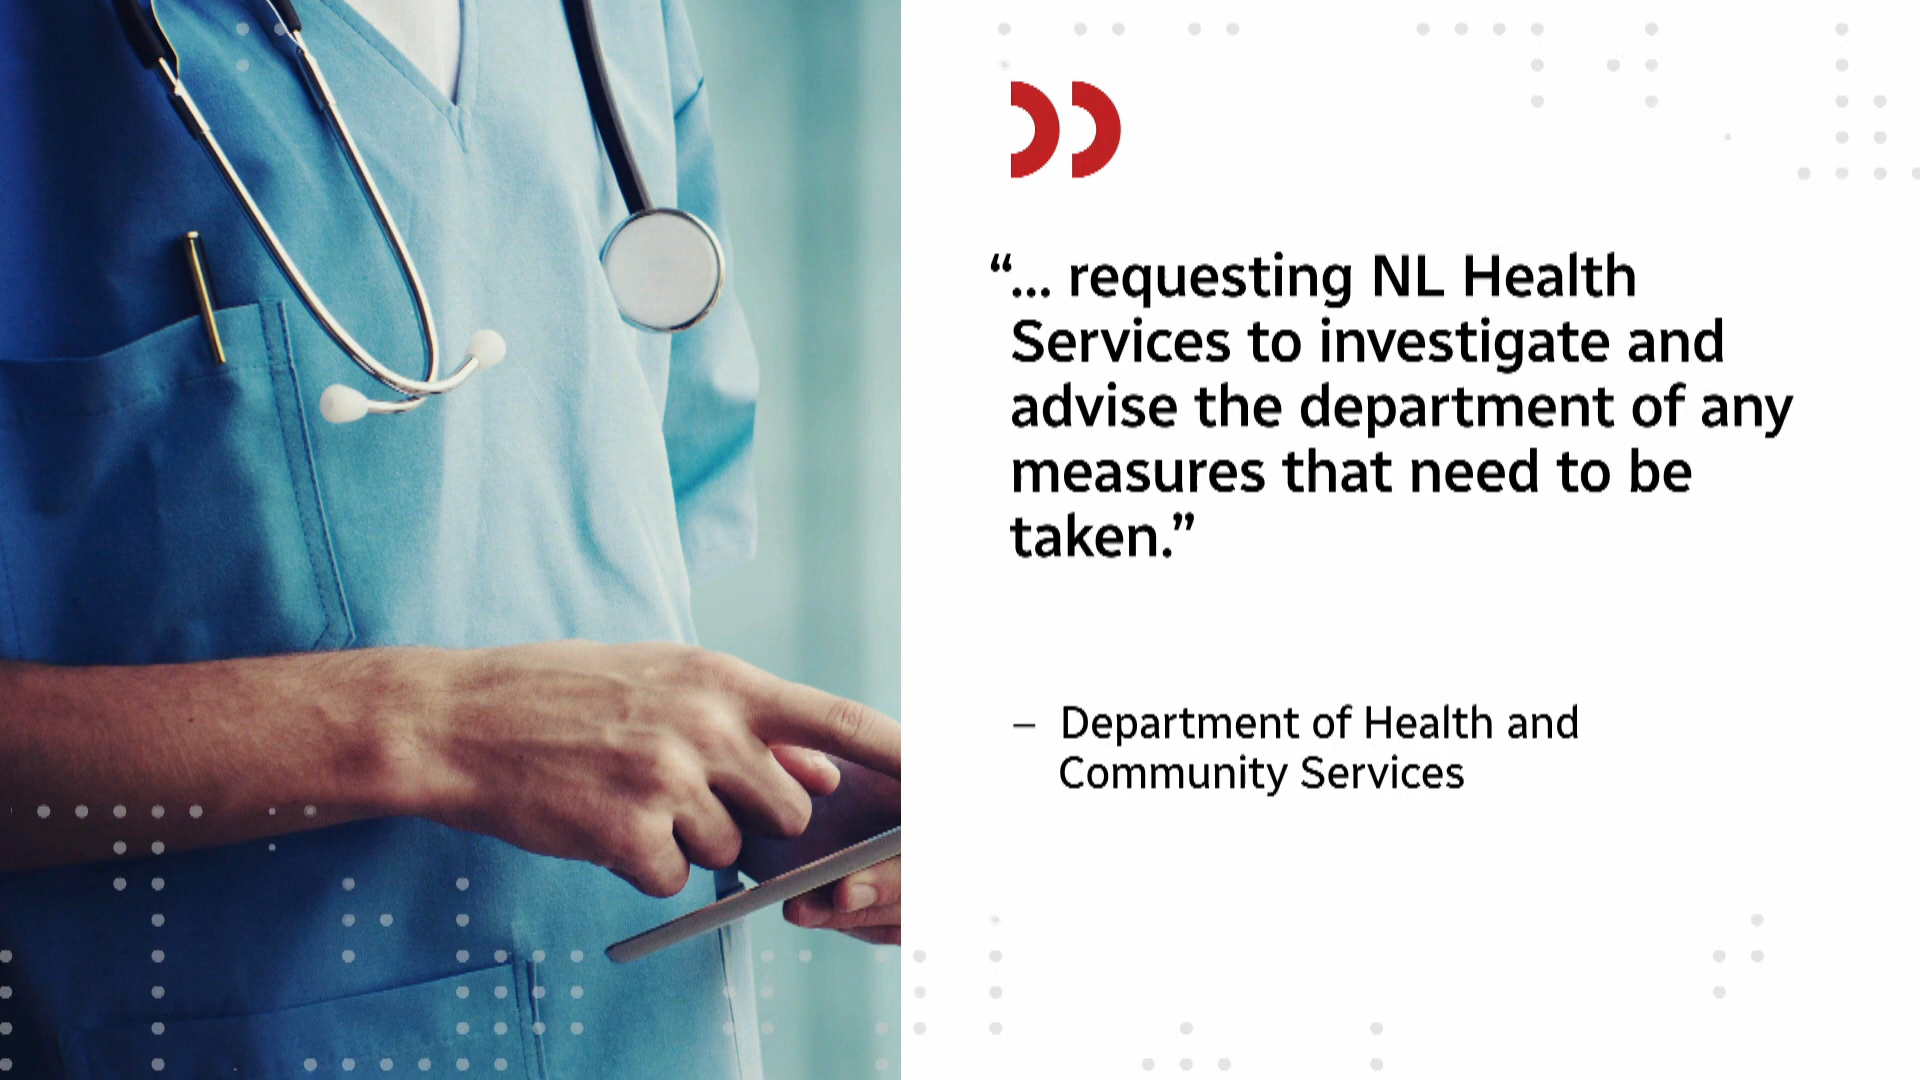 “... requesting NL Health
Services to investigate and
advise the department of any
measures that need to be
taken.”
– Department of Health and
Community Services